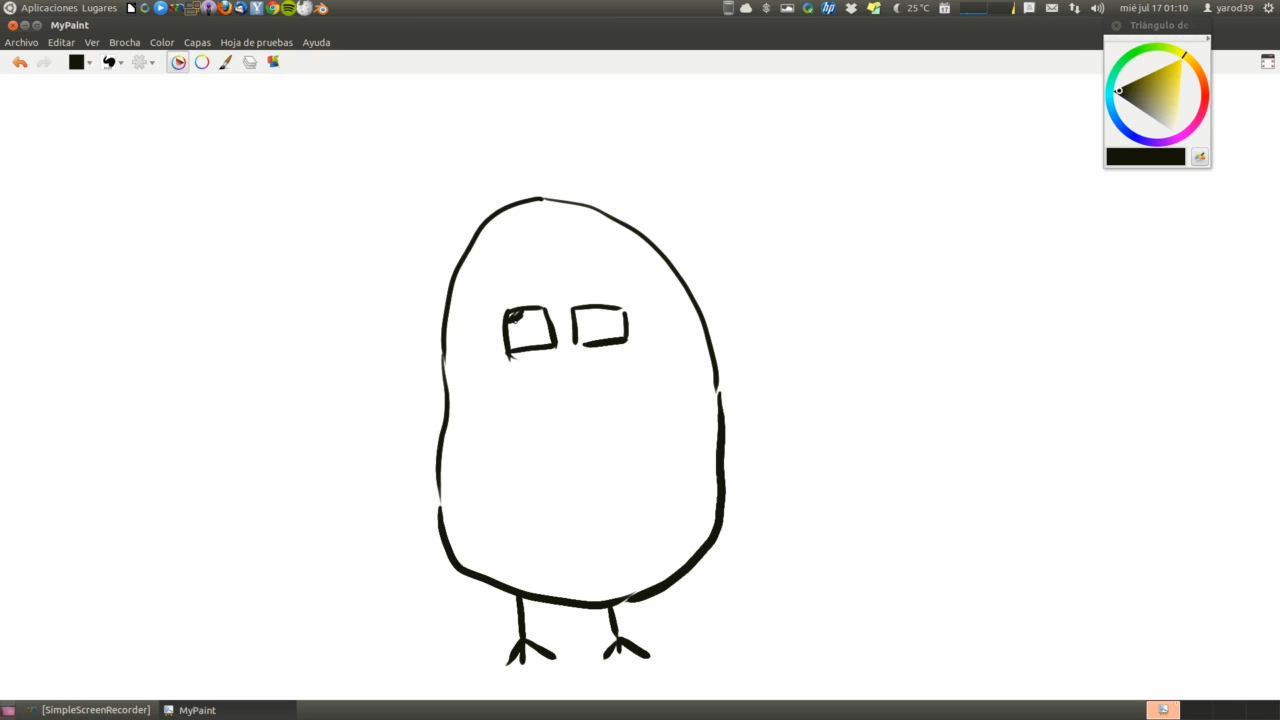 Aplicaciones Lugares
25 °C
mié jul 17 01:10
yarod39
MyPaint
Triángulo de
Archivo Editar Ver Brocha Color Capas Hoja de pruebas Ayuda
[SimpleScreenRecorder]
MyPaint